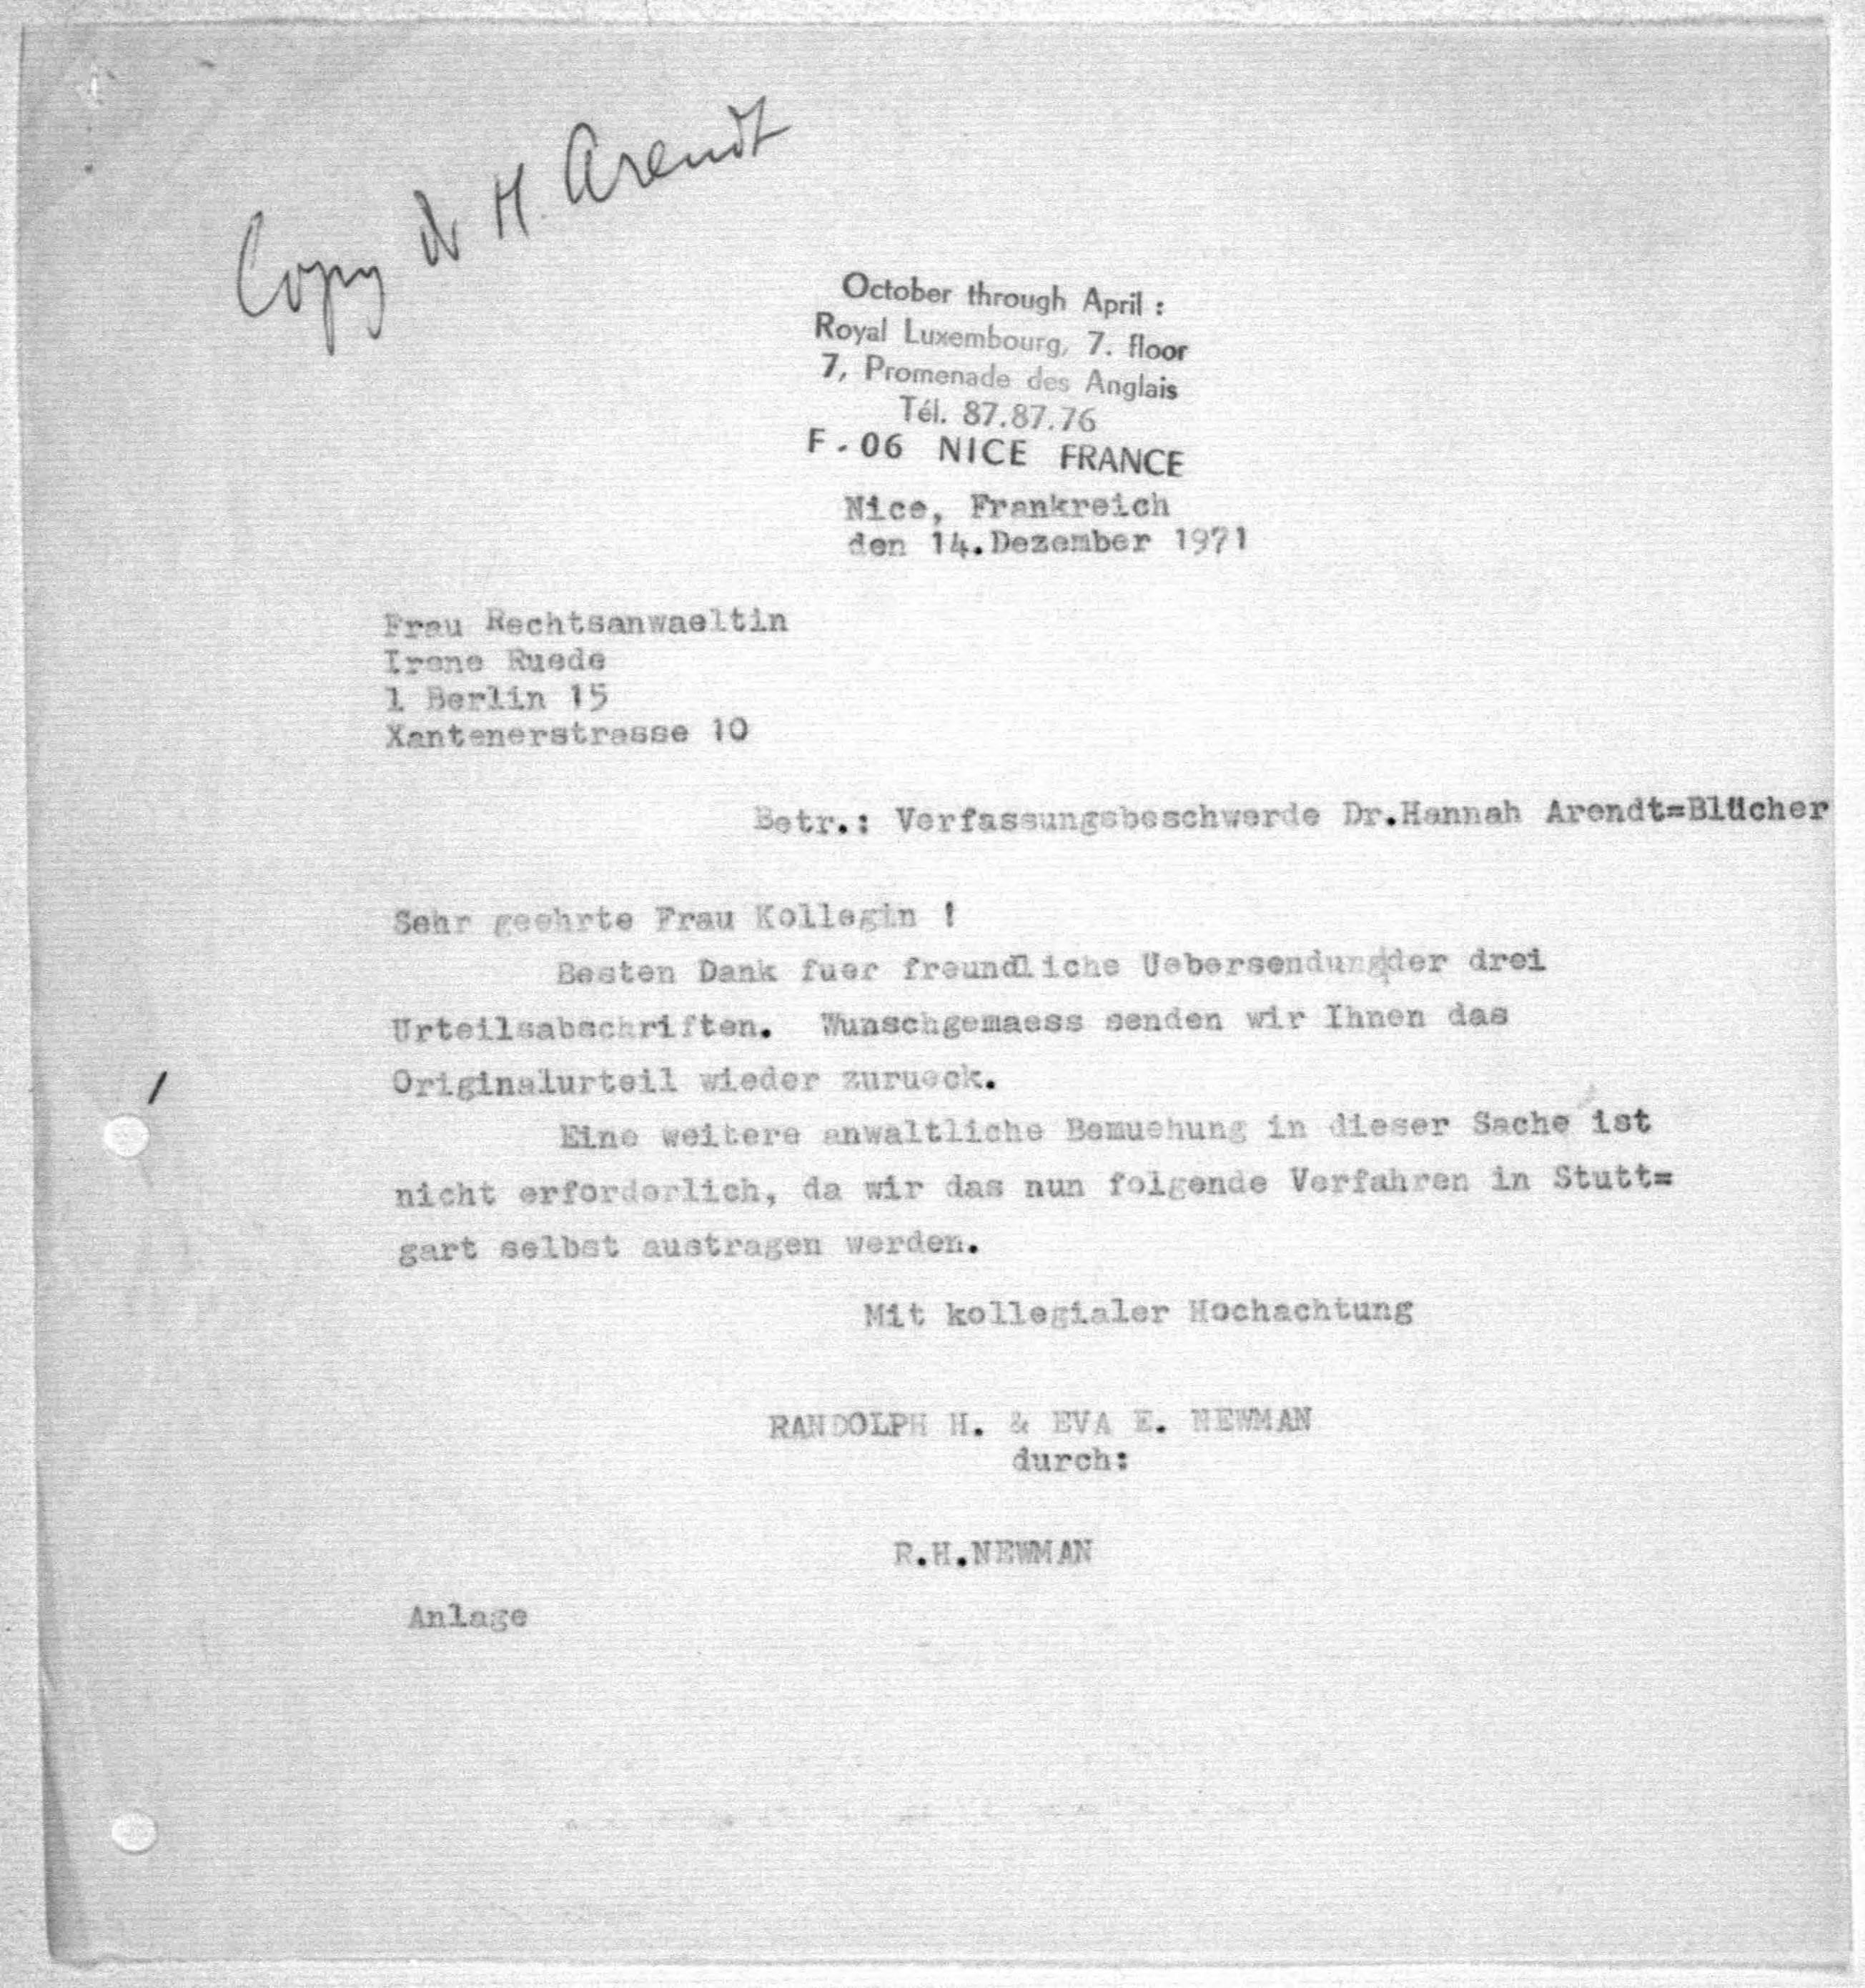 Copy Dr H. Arendt
October through April :
Royal Luxembourg, 7. floor
7, Promenade des Anglais
Tél. 87.87.76
F - 06 NICE FRANCE
Nice, Frankreich
den 14.Dezember 1971
Frau Rechtsanwaeltin
Irene Ruede
1 Berlin 15
Xantenerstrasse 10
Betr.: Verfassungsbeschwerde Dr.Hannah Arendt=Blücher
Sehr geehrte Frau Kollegin !
Besten Dank fuer freundliche Uebersendung|der drei
Urteilsabschriften. Wunschgemaess senden wir Ihnen das
Originalurteil wieder zurueck.
Eine weitere anwaltliche Bemuehung in dieser Sache ist
nicht erforderlich, da wir das nun folgende Verfahren in Stutt=
gart selbst austragen werden.
Mit kollegialer Hochachtung
RANDOLPH H. & EVA E. NEWMAN
durch:
R.H.NEWMAN
Anlage